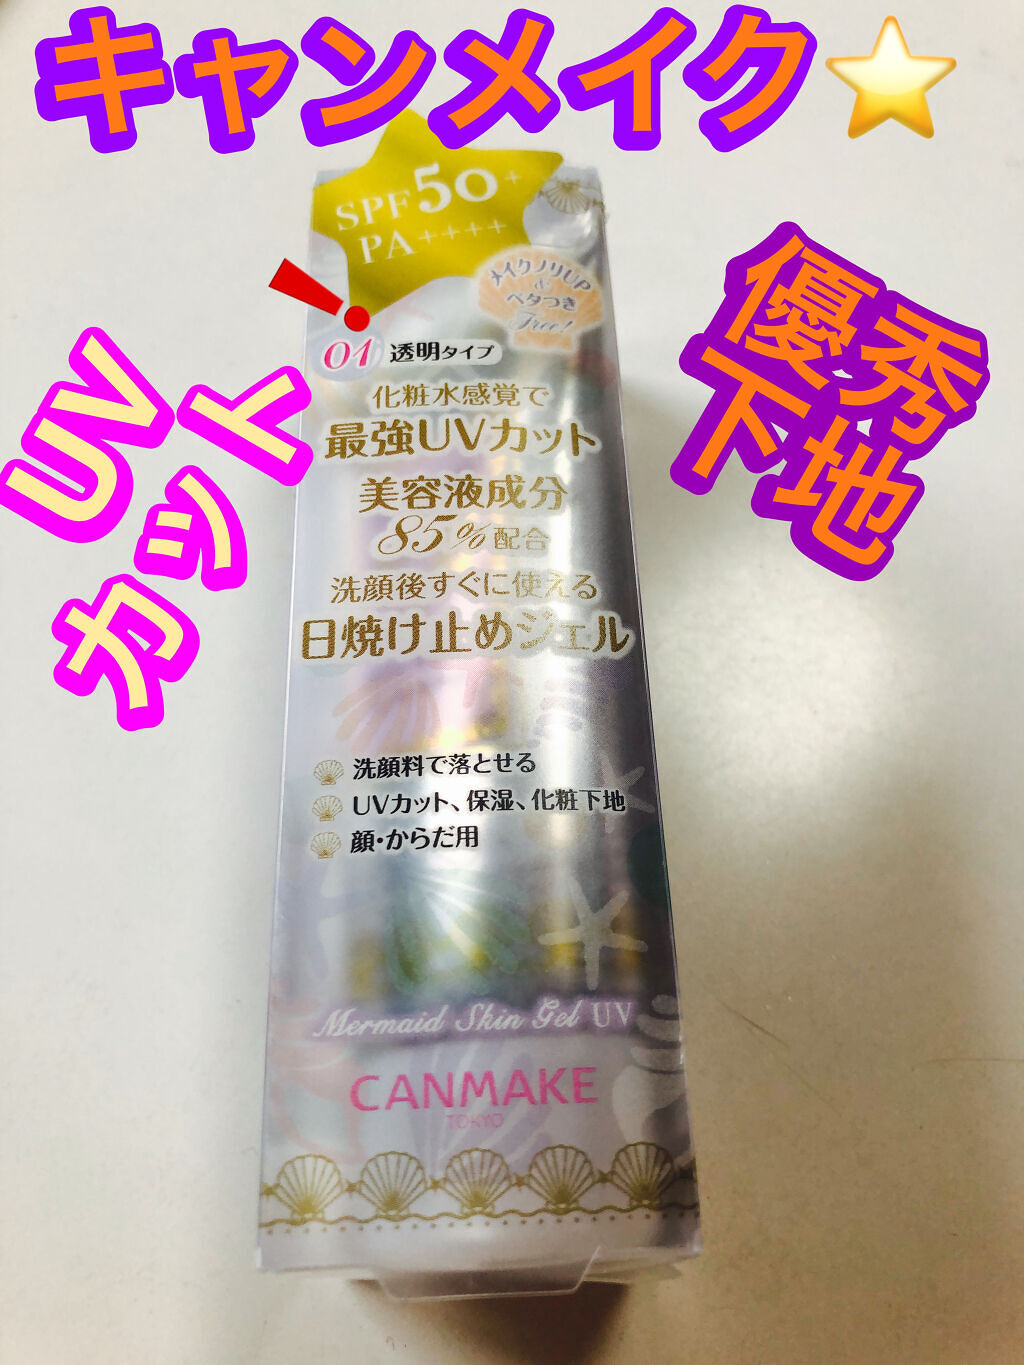 キャンメイク⭐
SPF50+
PA++++
メイクノリUP
&
ベタつき
Free!
❗
01 透明タイプ
優秀
下地
UV
カット
化粧水感覚で
最強UVカット
美容液成分
85%配合
洗顔後すぐに使える
日焼け止めジェル
洗顔料で落とせる
UVカット、保湿、化粧下地
顔・からだ用
Mermaid Skin Gel UV
CANMAKE
TOKYO